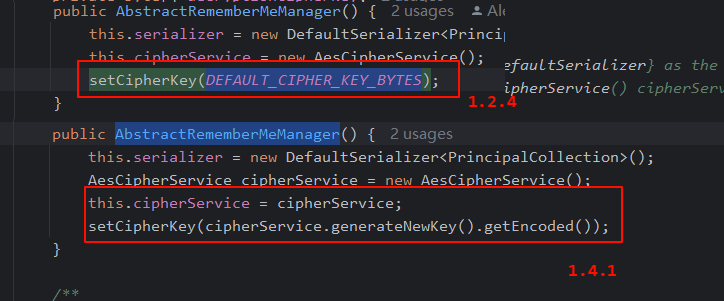 public AbstractRememberMeManager() { 2 usages Ale
this.serializer = new DefaultSerializer<Princip
this.cipherService = new AesCipherService();
efaultSerializer} as the
setCipherKey(DEFAULT_CIPHER_KEY_BYTES);
ipherService() cipherServ
1.2.4
}
public AbstractRememberMeManager() { 2 usages
this.serializer = new DefaultSerializer<PrincipalCollection>();
AesCipherService cipherService = new AesCipherService();
this.cipherService = cipherService;
setCipherKey(cipherService.generateNewKey().getEncoded());
}
1.4.1
/**